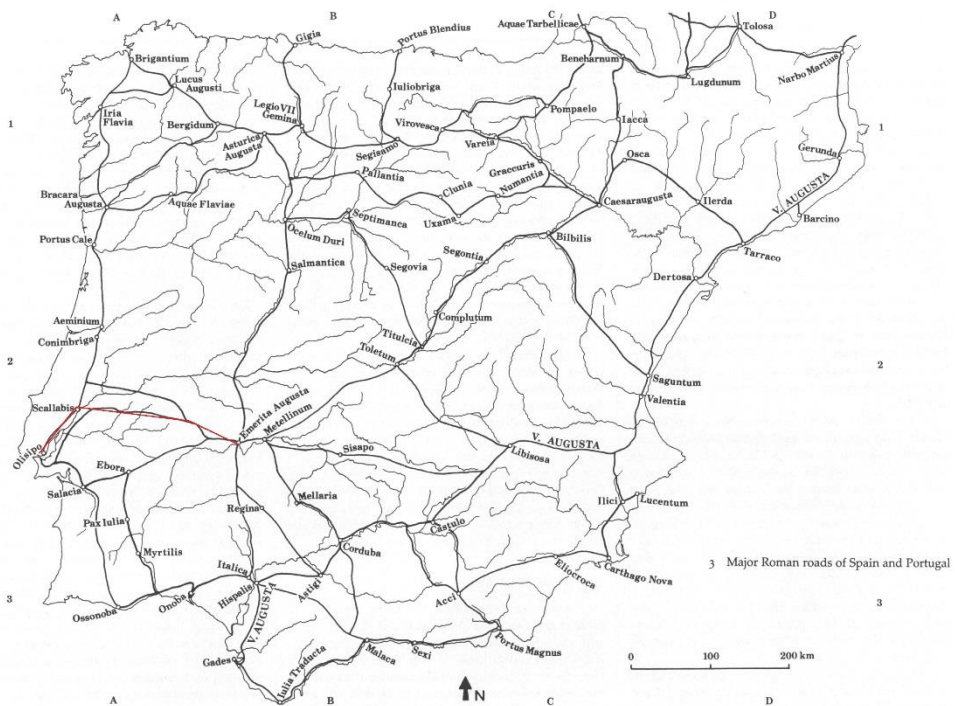 A
B
C
D
Gigia
Portus Blendius
Aquae Tarbellicae
Tolosa
Brigantium
Beneharnum
Narbo Martius
Lugdunum
Lucus
Augusti
Iuliobriga
Legio VII
Gemina
Pompaelo
1
Iria
Flavia
Bergidum
Virovesca
Iacca
1
Asturica
Augusta
Segisamo
Vareia
Gerunda
Osca
Graccuris
Pallantia
Clunia
Numantia
Bracara
Augusta
Aquae Flaviae
Septimanca
Uxama
Caesaraugusta
Ilerda
V. AUGUSTA
Barcino
Ocelum Duri
Portus Cale
Bilbilis
Tarraco
Segontia
Salmantica
Segovia
Dertosa
Complutum
Aeminium
Conimbriga
Titulcia
2
Toletum
2
Saguntum
Valentia
Scallabis
Emerita Augusta
Metellinum
Olisipo
V. AUGUSTA
Sisapo
Libisosa
Ebora
Salacia
Mellaria
Ilici
Lucentum
Regina
Pax Iulia
Castulo
Corduba
Myrtilis
Eliocroca
3 Major Roman roads of Spain and Portugal
Carthago Nova
Italica
Hispalis
Astigi
Acci
3
Onoba
3
Ossonoba
V. AUGUSTA
Portus Magnus
Gades
Malaca
Sexi
Iulia Traducta
0
100
200 km
A
B
N
C
D